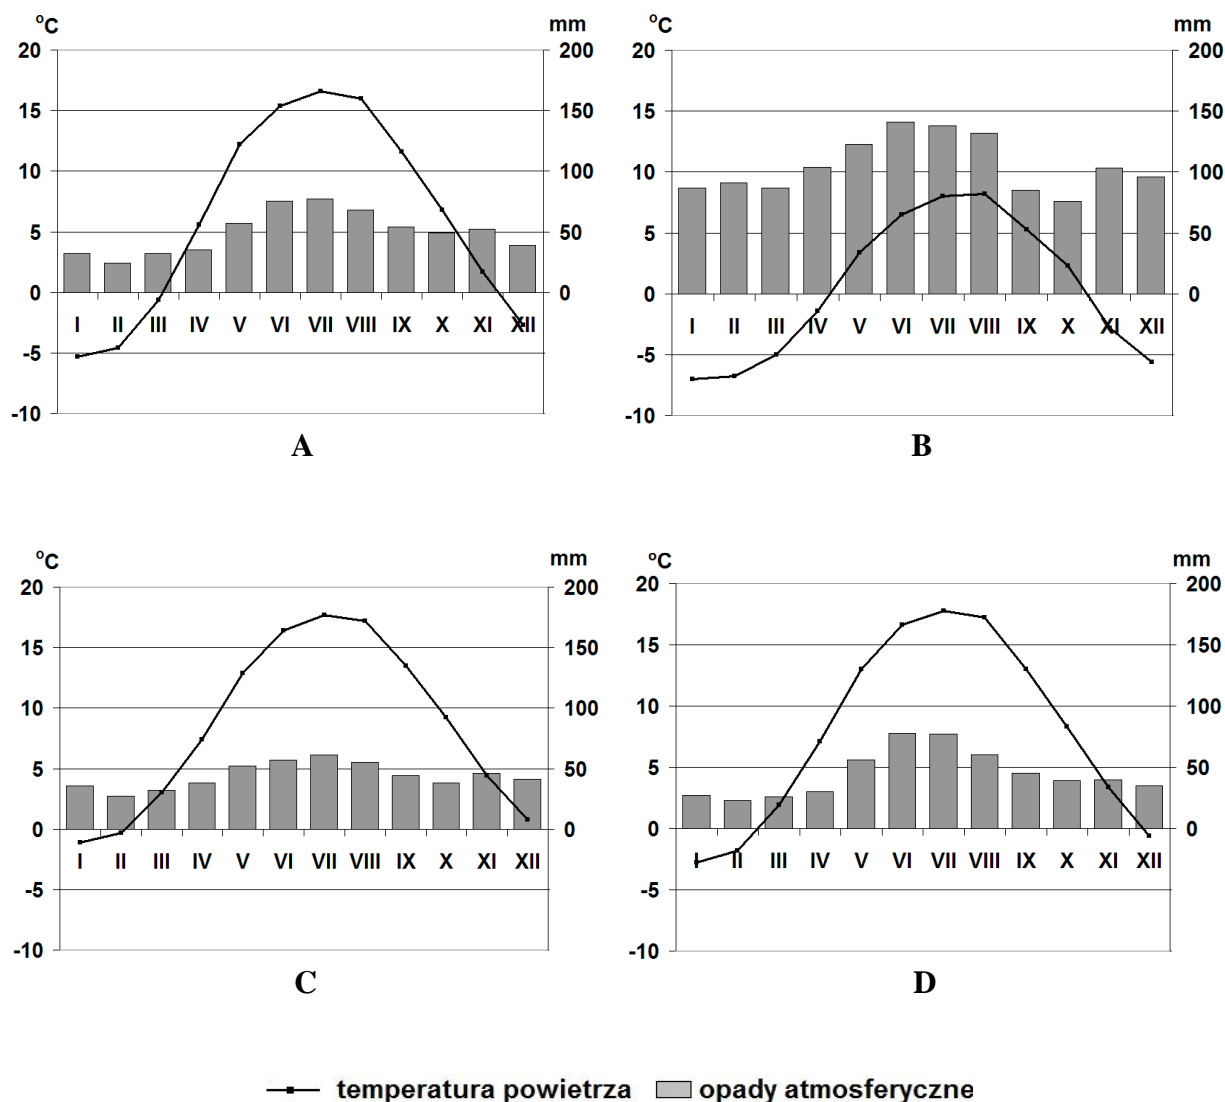 °C mm
20 200
15 150
10 100
5 50
0 0
I II III IV V VI VII VIII IX X XI XII
-5
-10
A
°C mm
20 200
15 150
10 100
5 50
0 0
I II III IV V VI VII VIII IX X XI XII
-5
-10
B
°C mm
20 200
15 150
10 100
5 50
0 0
I II III IV V VI VII VIII IX X XI XII
-5
-10
C
°C mm
20 200
15 150
10 100
5 50
0 0
I II III IV V VI VII VIII IX X XI XII
-5
-10
D
temperatura powietrza opady atmosferyczne